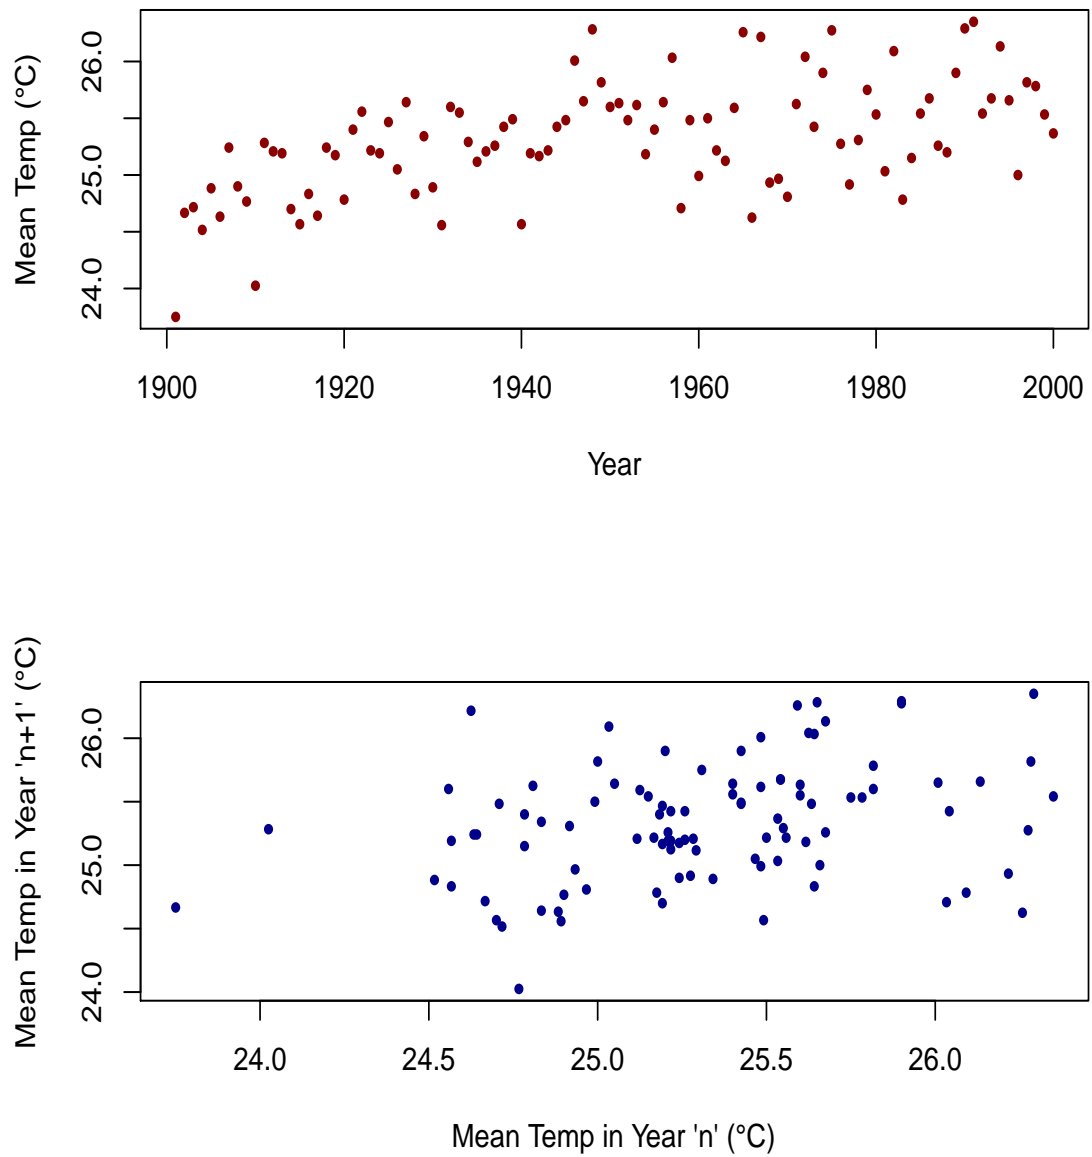 Mean Temp (°C)
26.0
25.0
24.0
1900 1920 1940 1960 1980 2000
Year
Mean Temp in Year 'n+1' (°C)
26.0
25.0
24.0
24.0 24.5 25.0 25.5 26.0
Mean Temp in Year 'n' (°C)